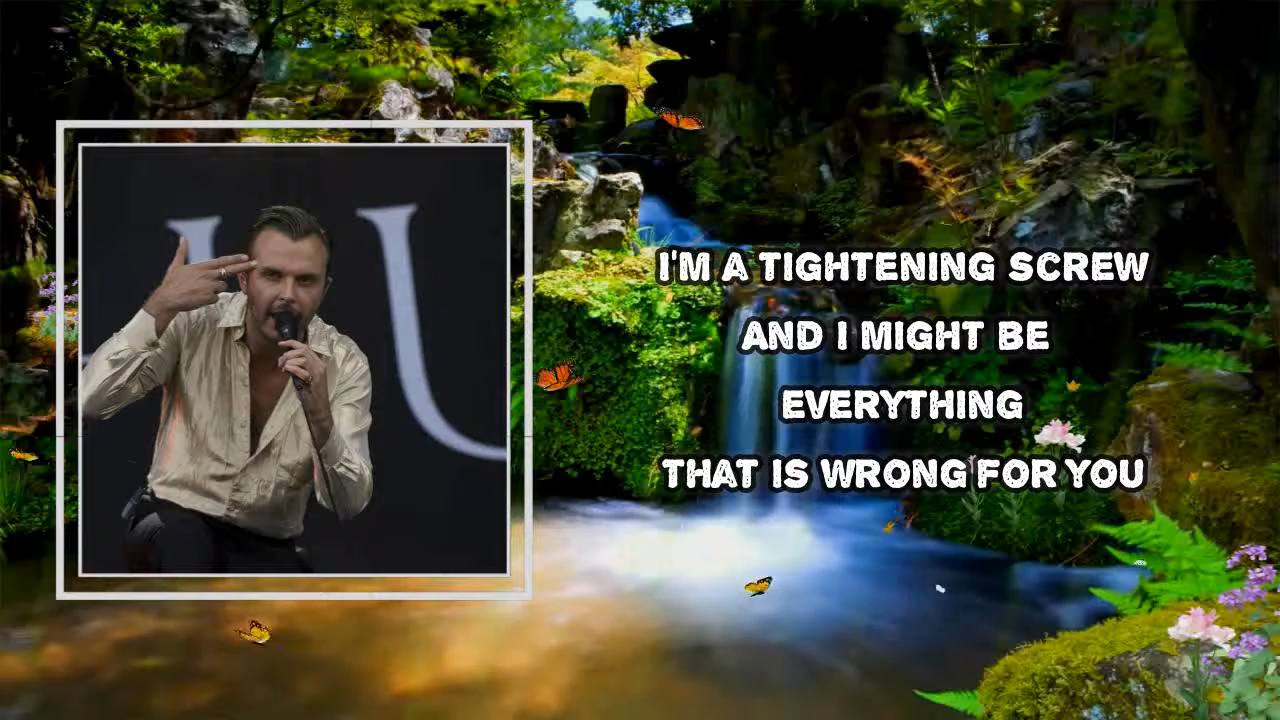 I'M A TIGHTENING SCREW
AND I MIGHT BE
EVERYTHING
THAT IS WRONG FOR YOU